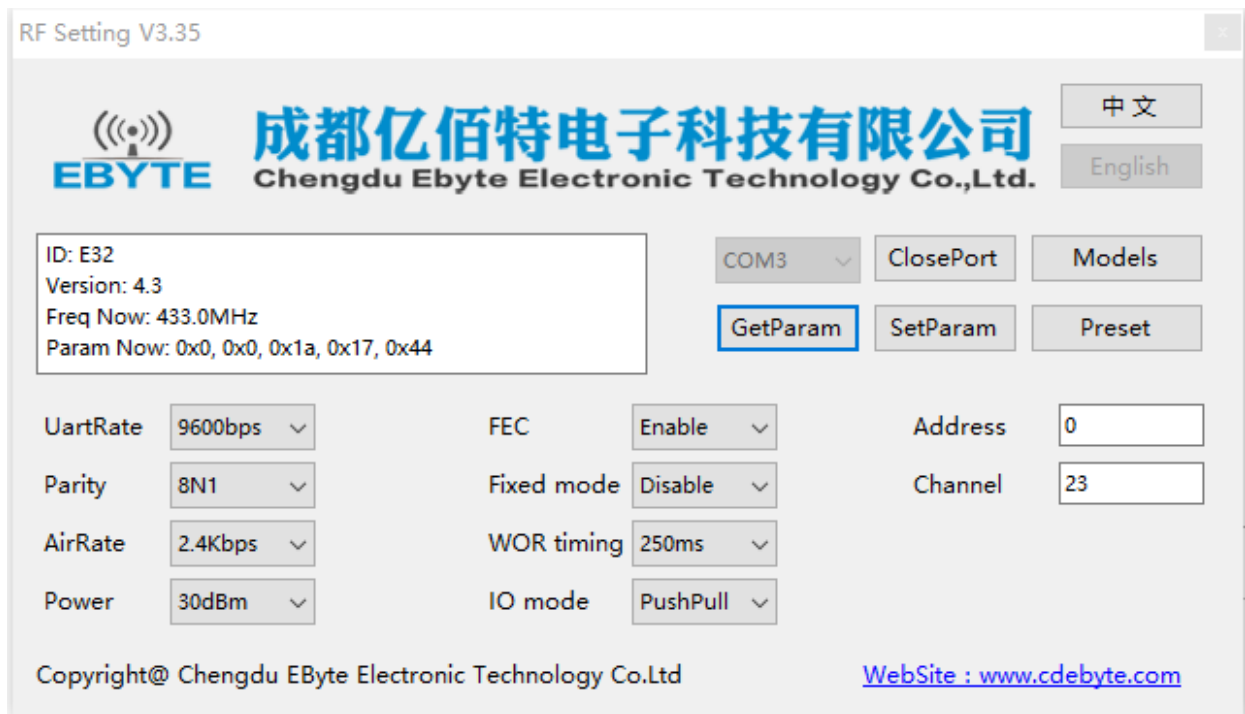 RF Setting V3.35
x
EBYTE
成都亿佰特电子科技有限公司
Chengdu Ebyte Electronic Technology Co.,Ltd.
中 文
English
ID: E32
Version: 4.3
Freq Now: 433.0MHz
Param Now: 0x0, 0x0, 0x1a, 0x17, 0x44
COM3 ClosePort Models
GetParam SetParam Preset
UartRate 9600bps FEC Enable Address 0
Parity 8N1 Fixed mode Disable Channel 23
AirRate 2.4Kbps WOR timing 250ms
Power 30dBm IO mode PushPull
Copyright@ Chengdu EByte Electronic Technology Co.Ltd WebSite : www.cdebyte.com